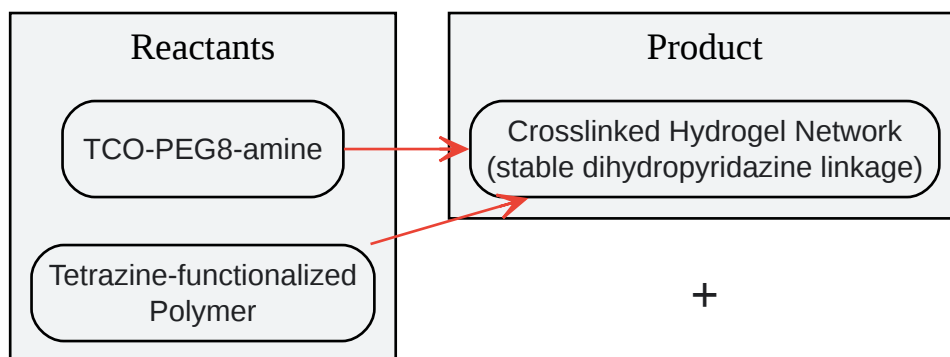 Reactants
TCO-PEG8-amine
Tetrazine-functionalized
Polymer
Product
Crosslinked Hydrogel Network
(stable dihydropyridazine linkage)
+